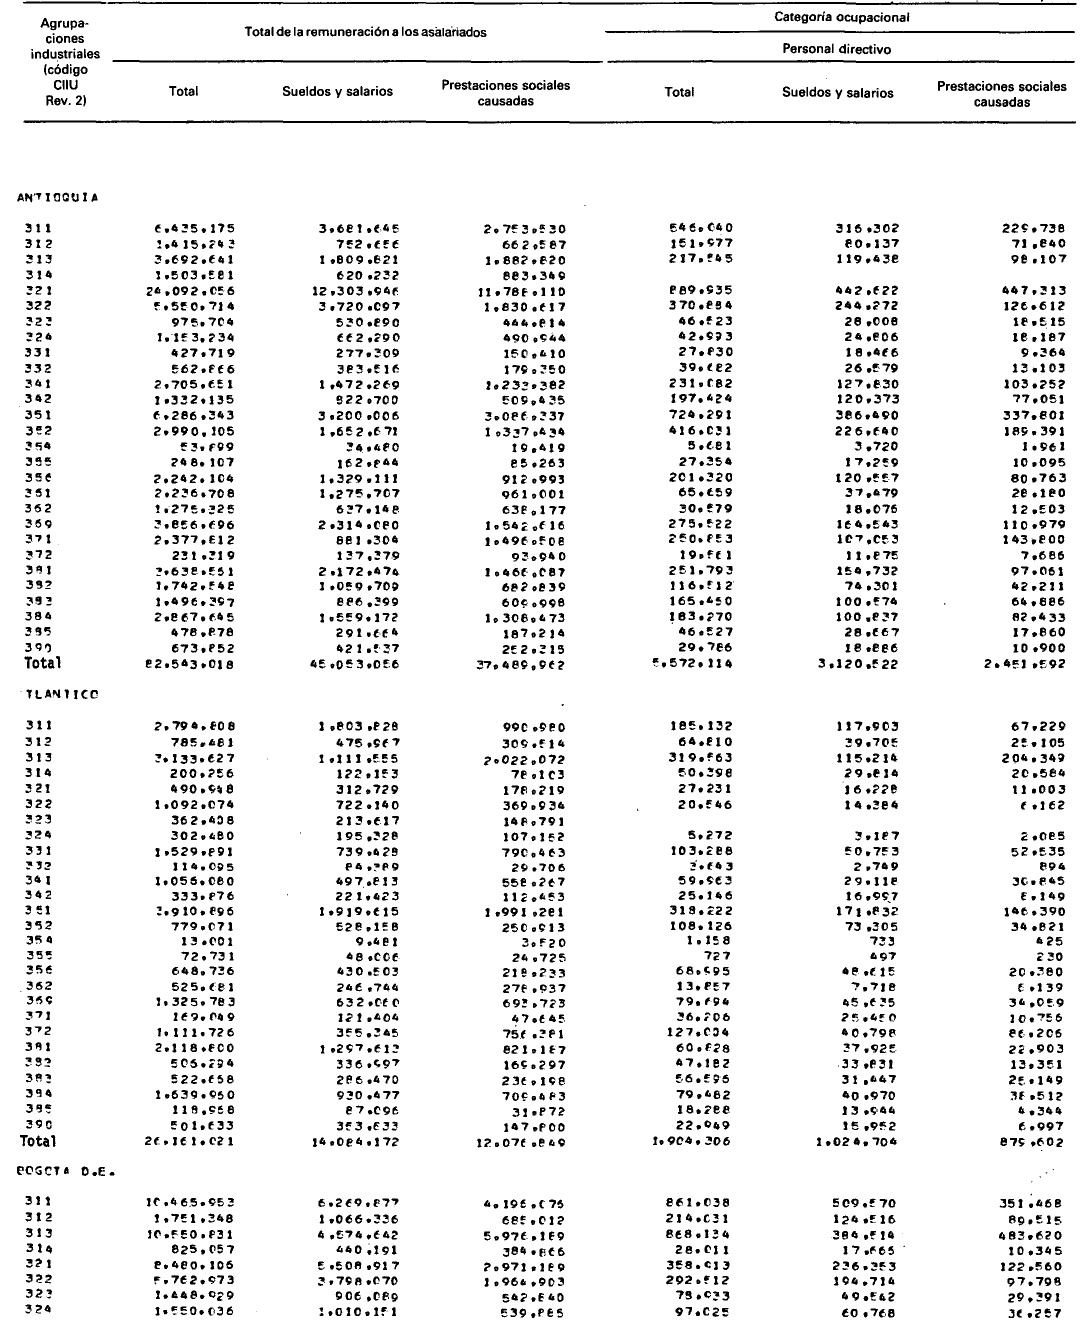 Agrupa-
ciones
industriales
(código
CIIU
Rev. 2)
Total de la remuneración a los asalariados
Categoría ocupacional
Personal directivo
Total Sueldos y salarios Prestaciones sociales causadas Total Sueldos y salarios Prestaciones sociales causadas
ANTIOQUIA
311 6.435.175 3.681.645 2.753.530 546.040 316.302 229.738
312 1.415.243 752.656 662.587 151.977 80.137 71.840
313 3.692.641 1.809.821 1.882.820 217.545 119.438 98.107
314 1.503.581 620.232 883.349
321 24.092.056 12.303.946 11.788.110 889.935 442.622 447.313
322 5.550.714 3.720.097 1.830.617 370.884 244.272 126.612
323 975.704 530.890 444.814 46.523 28.008 18.515
324 1.153.234 662.290 490.944 42.993 24.806 18.187
331 427.719 277.309 150.410 27.830 18.466 9.364
332 562.866 383.516 179.350 39.682 26.579 13.103
341 2.705.651 1.472.269 1.233.382 231.082 127.830 103.252
342 1.332.135 822.700 509.435 197.424 120.373 77.051
351 6.286.343 3.200.006 3.086.337 724.291 386.490 337.801
352 2.990.105 1.652.671 1.337.434 416.031 226.640 189.391
354 53.899 34.480 19.419 5.681 3.720 1.961
355 248.107 162.844 85.263 27.354 17.259 10.095
356 2.242.104 1.329.111 912.993 201.320 120.557 80.763
361 2.236.708 1.275.707 961.001 65.659 37.479 28.180
362 1.275.325 637.148 638.177 30.579 18.076 12.503
369 3.856.696 2.314.080 1.542.616 275.522 164.543 110.979
371 2.377.812 881.304 1.496.508 250.853 107.053 143.800
372 231.319 137.379 93.940 19.561 11.875 7.686
381 3.638.561 2.172.474 1.466.087 251.793 154.732 97.061
382 1.742.548 1.059.709 682.839 116.512 74.301 42.211
383 1.496.397 886.399 609.998 165.460 100.574 64.886
384 2.867.645 1.559.172 1.308.473 183.270 100.837 82.433
385 478.878 291.664 187.214 46.527 28.667 17.860
390 673.852 421.537 252.315 29.786 18.886 10.900
Total 82.543.018 45.053.056 37.489.962 5.572.114 3.120.522 2.451.592
TLANTICO
311 2.794.808 1.803.828 990.980 185.132 117.903 67.229
312 785.481 475.967 309.514 64.810 39.705 25.105
313 3.133.627 1.111.555 2.022.072 319.563 115.214 204.349
314 200.256 122.153 78.103 50.398 29.814 20.584
321 490.948 312.729 178.219 27.231 16.228 11.003
322 1.092.074 722.140 369.934 20.546 14.384 6.162
323 362.408 213.617 148.791
324 302.480 195.328 107.152 5.272 3.187 2.085
331 1.529.891 739.428 790.463 103.288 50.753 52.535
332 114.095 84.389 29.706 3.643 2.749 894
341 1.056.080 497.813 558.267 59.963 29.118 30.845
342 333.876 221.423 112.453 25.146 16.997 8.149
351 3.910.896 1.919.615 1.991.281 318.222 171.832 146.390
352 779.071 528.158 250.913 108.126 73.305 34.821
354 13.001 9.481 3.520 1.158 733 425
355 72.731 48.006 24.725 727 497 230
356 648.736 430.503 218.233 68.995 48.615 20.380
362 525.681 246.744 278.937 13.857 7.718 6.139
369 1.325.783 632.060 693.723 79.694 45.635 34.059
371 169.049 121.404 47.645 36.206 25.450 10.756
372 1.111.726 355.345 756.381 127.004 40.798 86.206
381 2.118.800 1.297.613 821.187 60.828 37.925 22.903
382 506.294 336.997 169.297 47.182 33.831 13.351
383 522.668 286.470 236.198 56.596 31.447 25.149
384 1.639.960 930.477 709.483 79.482 40.970 38.512
385 118.968 87.096 31.872 18.288 13.944 4.344
390 501.433 353.633 147.800 22.949 15.952 6.997
Total 26.161.021 14.084.172 12.076.849 1.904.306 1.024.704 879.602
BOGOTA D.E.
311 10.465.953 6.269.877 4.196.076 861.038 509.570 351.468
312 1.751.348 1.066.336 685.012 214.031 124.516 89.515
313 10.550.831 4.574.642 5.976.189 868.134 384.514 483.620
314 825.057 440.191 384.866 28.011 17.665 10.345
321 8.480.106 5.508.917 2.971.189 358.913 236.353 122.560
322 5.762.973 3.798.070 1.964.903 292.512 194.714 97.798
323 1.448.929 906.089 542.840 78.933 49.542 29.391
324 1.550.036 1.010.151 539.885 97.025 60.768 36.257